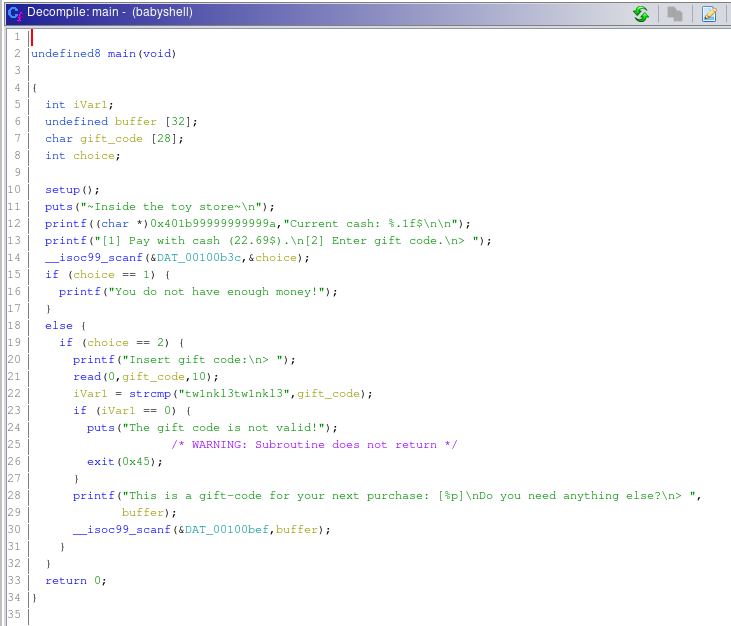 Decompile: main - (babyshell)
1
2 undefined8 main(void)
3
4 {
5 int iVar1;
6 undefined buffer [32];
7 char gift_code [28];
8 int choice;
9
10 setup();
11 puts("~Inside the toy store~\n");
12 printf((char *)0x401b99999999999a,"Current cash: %.1f$\n\n");
13 printf("[1] Pay with cash (22.69$).\n[2] Enter gift code.\n> ");
14 __isoc99_scanf(&DAT_00100b3c,&choice);
15 if (choice == 1) {
16 printf("You do not have enough money!");
17 }
18 else {
19 if (choice == 2) {
20 printf("Insert gift code:\n> ");
21 read(0,gift_code,10);
22 iVar1 = strcmp("tw1nkl3tw1nkl3",gift_code);
23 if (iVar1 == 0) {
24 puts("The gift code is not valid!");
25 /* WARNING: Subroutine does not return */
26 exit(0x45);
27 }
28 printf("This is a gift-code for your next purchase: [%p]\nDo you need anything else?\n> ",
29 buffer);
30 __isoc99_scanf(&DAT_00100bef,buffer);
31 }
32 }
33 return 0;
34 }
35